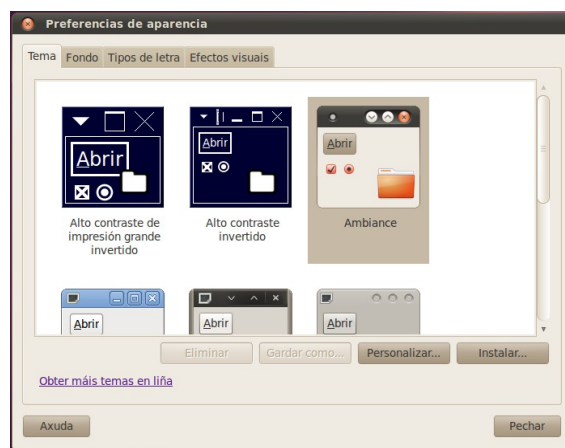 Preferencias de aparencia
Tema Fondo Tipos de letra Efectos visuais
Abrir Abrir Abrir
Alto contraste de
impresión grande
invertido
Alto contraste
invertido
Ambiance
Abrir Abrir Abrir
Eliminar Gardar como... Personalizar... Instalar...
Obter máis temas en liña
Axuda Pechar